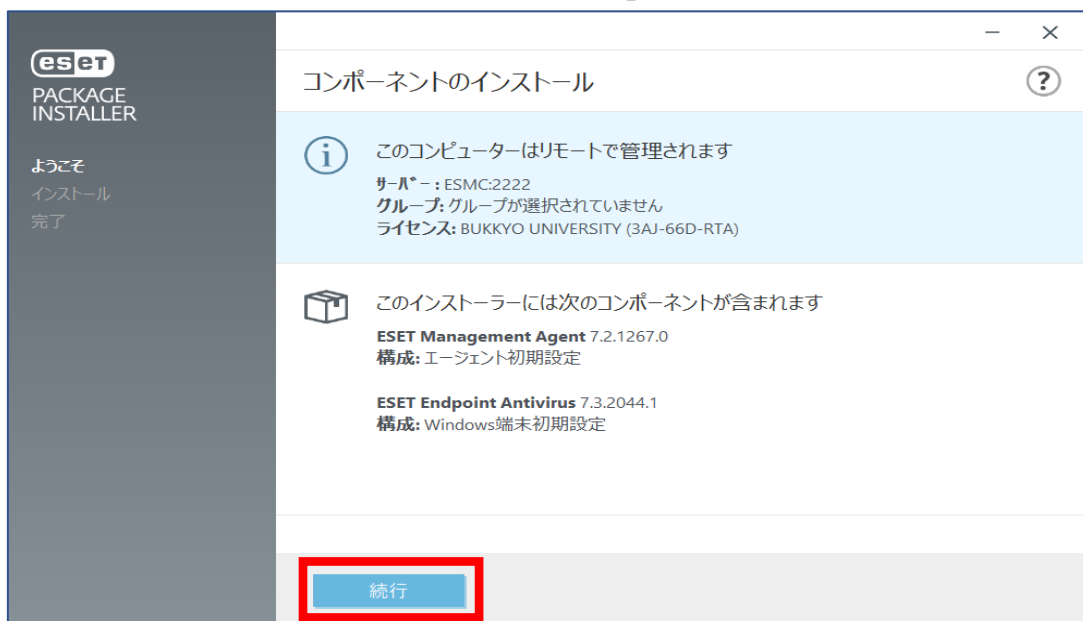 eset
PACKAGE
INSTALLER
ようこそ
インストール
完了
コンポーネントのインストール
?
i
このコンピューターはリモートで管理されます
サーバー: ESMC:2222
グループ: グループが選択されていません
ライセンス: BUKKYO UNIVERSITY (3AJ-66D-RTA)
このインストーラーには次のコンポーネントが含まれます
ESET Management Agent 7.2.1267.0
構成: エージェント初期設定
ESET Endpoint Antivirus 7.3.2044.1
構成: Windows端末初期設定
続行